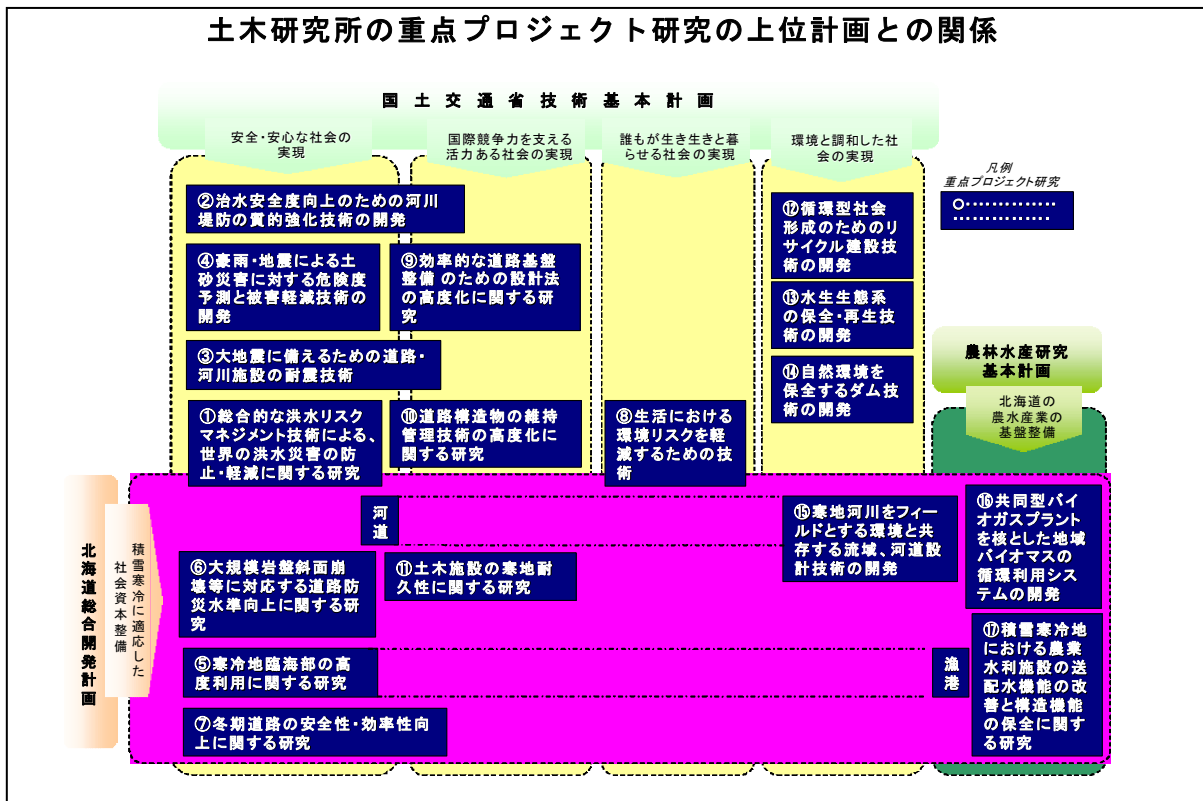 土木研究所の重点プロジェクト研究の上位計画との関係
国土交通省技術基本計画
安全・安心な社会の
実現
国際競争力を支える
活力ある社会の実現
誰もが生き生きと暮
らせる社会の実現
環境と調和した社
会の実現
凡例
重点プロジェクト研究
○・・・・・・・・・・・・・・
・・・・・・・・・・・・・・・
②治水安全度向上のための河川
堤防の質的強化技術の開発
④豪雨・地震による土
砂災害に対する危険度
予測と被害軽減技術の
開発
⑨効率的な道路基盤
整備のための設計法
の高度化に関する研
究
③大地震に備えるための道路・
河川施設の耐震技術
①総合的な洪水リスク
マネジメント技術による、
世界の洪水災害の防
止・軽減に関する研究
⑩道路構造物の維持
管理技術の高度化に
関する研究
⑧生活における
環境リスクを軽
減するための技
術
⑫循環型社会
形成のためのリ
サイクル建設技
術の開発
⑬水生生態系
の保全・再生技
術の開発
⑭自然環境を
保全するダム技
術の開発
農林水産研究
基本計画
北海道の
農水産業の
基盤整備
北海道総合開発計画
積雪寒冷に適応した
社会資本整備
河道
⑮寒地河川をフィー
ルドとする環境と共
存する流域、河道設
計技術の開発
⑯共同型バイ
オガスプラント
を核とした地域
バイオマスの
循環利用シス
テムの開発
⑥大規模岩盤斜面崩
壊等に対応する道路防
災水準向上に関する研
究
⑪土木施設の寒地耐
久性に関する研究
⑤寒冷地臨海部の高
度利用に関する研究
漁港
⑰積雪寒冷地
における農業
水利施設の送
配水機能の改
善と構造機能
の保全に関す
る研究
⑦冬期道路の安全性・効率性向
上に関する研究